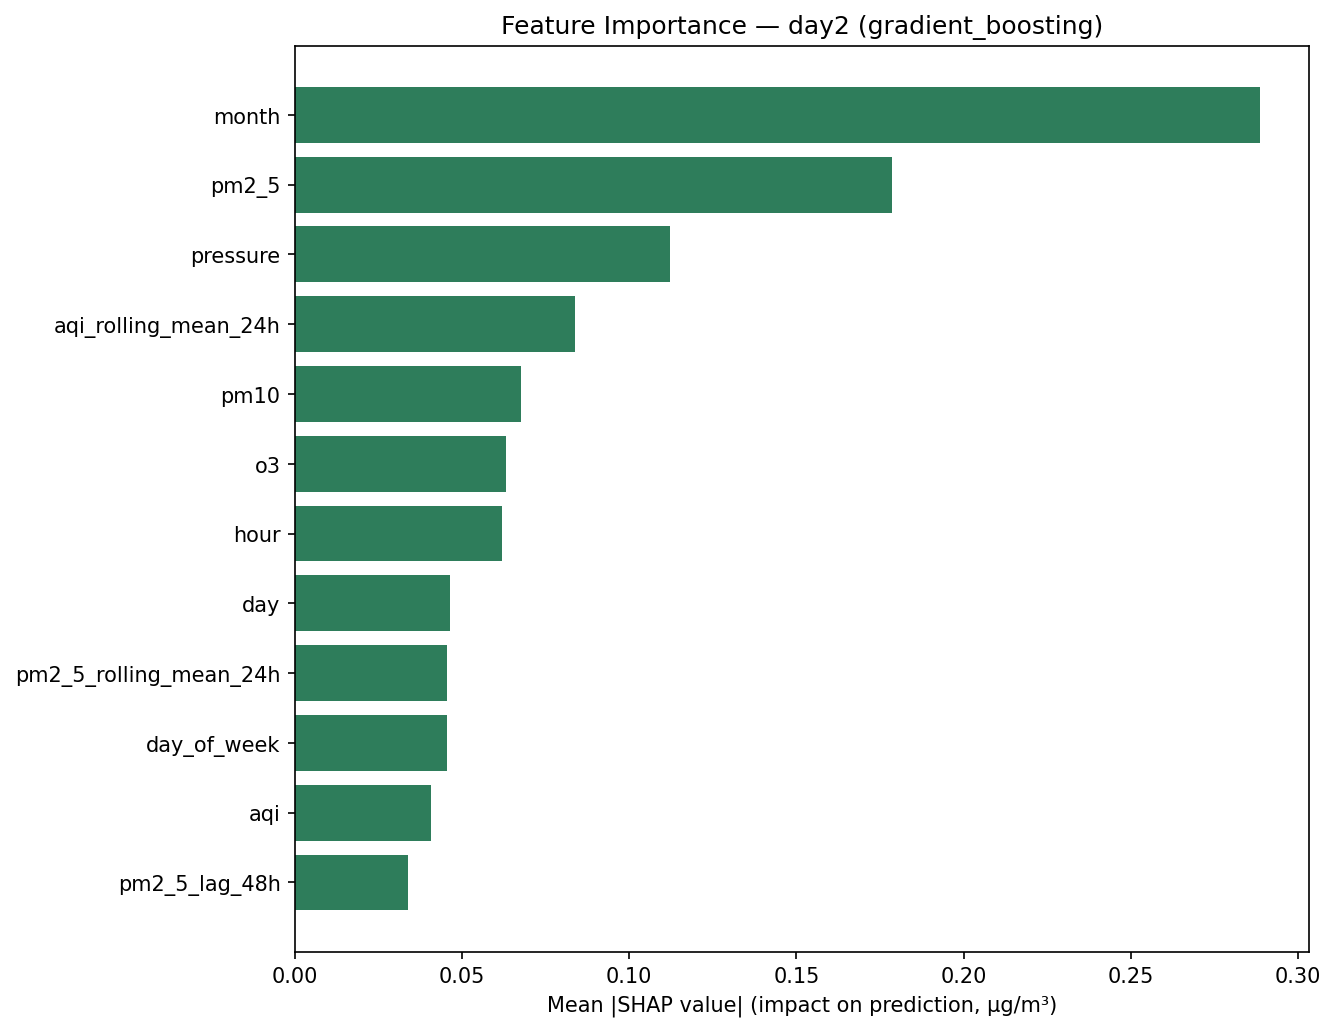 Feature Importance — day2 (gradient_boosting)
month
pm2_5
pressure
aqi_rolling_mean_24h
pm10
o3
hour
day
pm2_5_rolling_mean_24h
day_of_week
aqi
pm2_5_lag_48h
0.00 0.05 0.10 0.15 0.20 0.25 0.30
Mean |SHAP value| (impact on prediction, µg/m³)